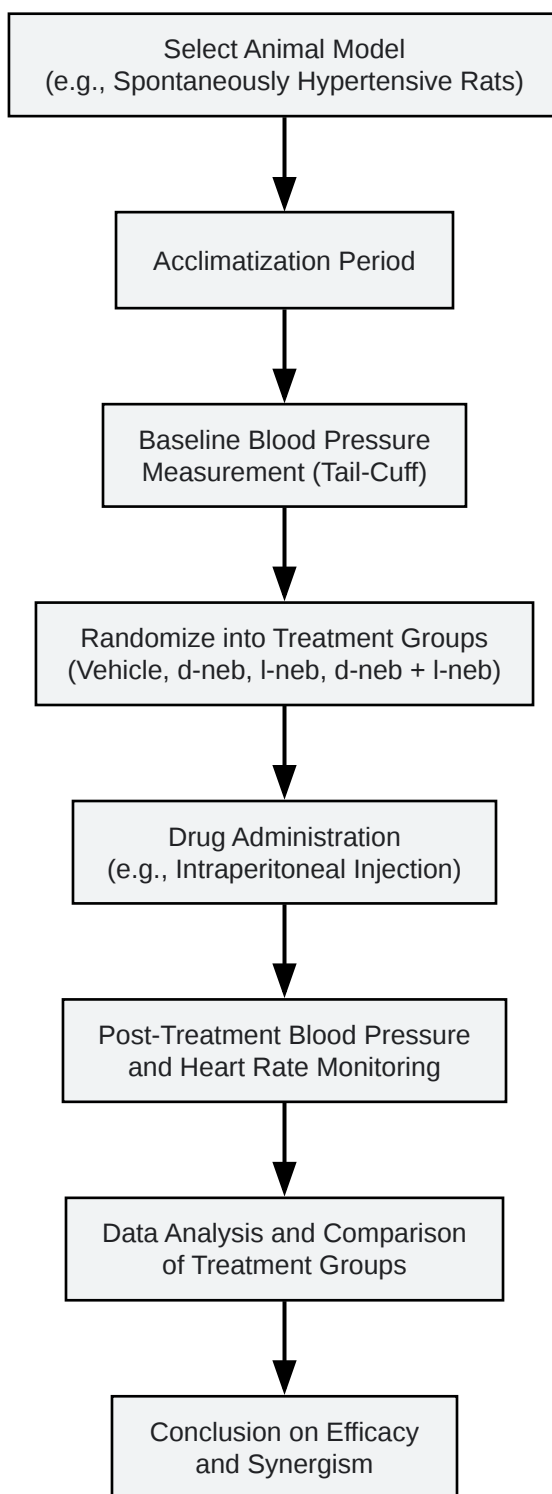 Select Animal Model
(e.g., Spontaneously Hypertensive Rats)
Acclimatization Period
Baseline Blood Pressure
Measurement (Tail-Cuff)
Randomize into Treatment Groups
(Vehicle, d-neb, l-neb, d-neb + l-neb)
Drug Administration
(e.g., Intraperitoneal Injection)
Post-Treatment Blood Pressure
and Heart Rate Monitoring
Data Analysis and Comparison
of Treatment Groups
Conclusion on Efficacy
and Synergism